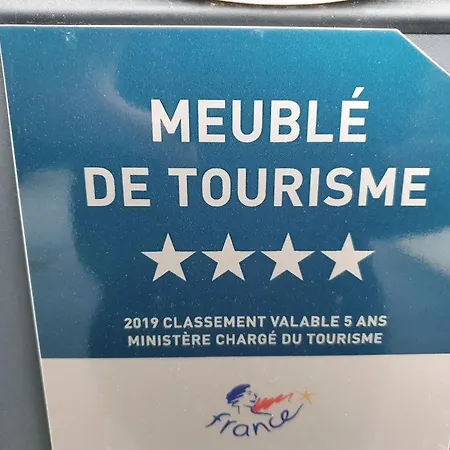 MEUBLÉ
DE TOURISME
2019 CLASSEMENT VALABLE 5 ANS
MINISTÈRE CHARGÉ DU TOURISME
france